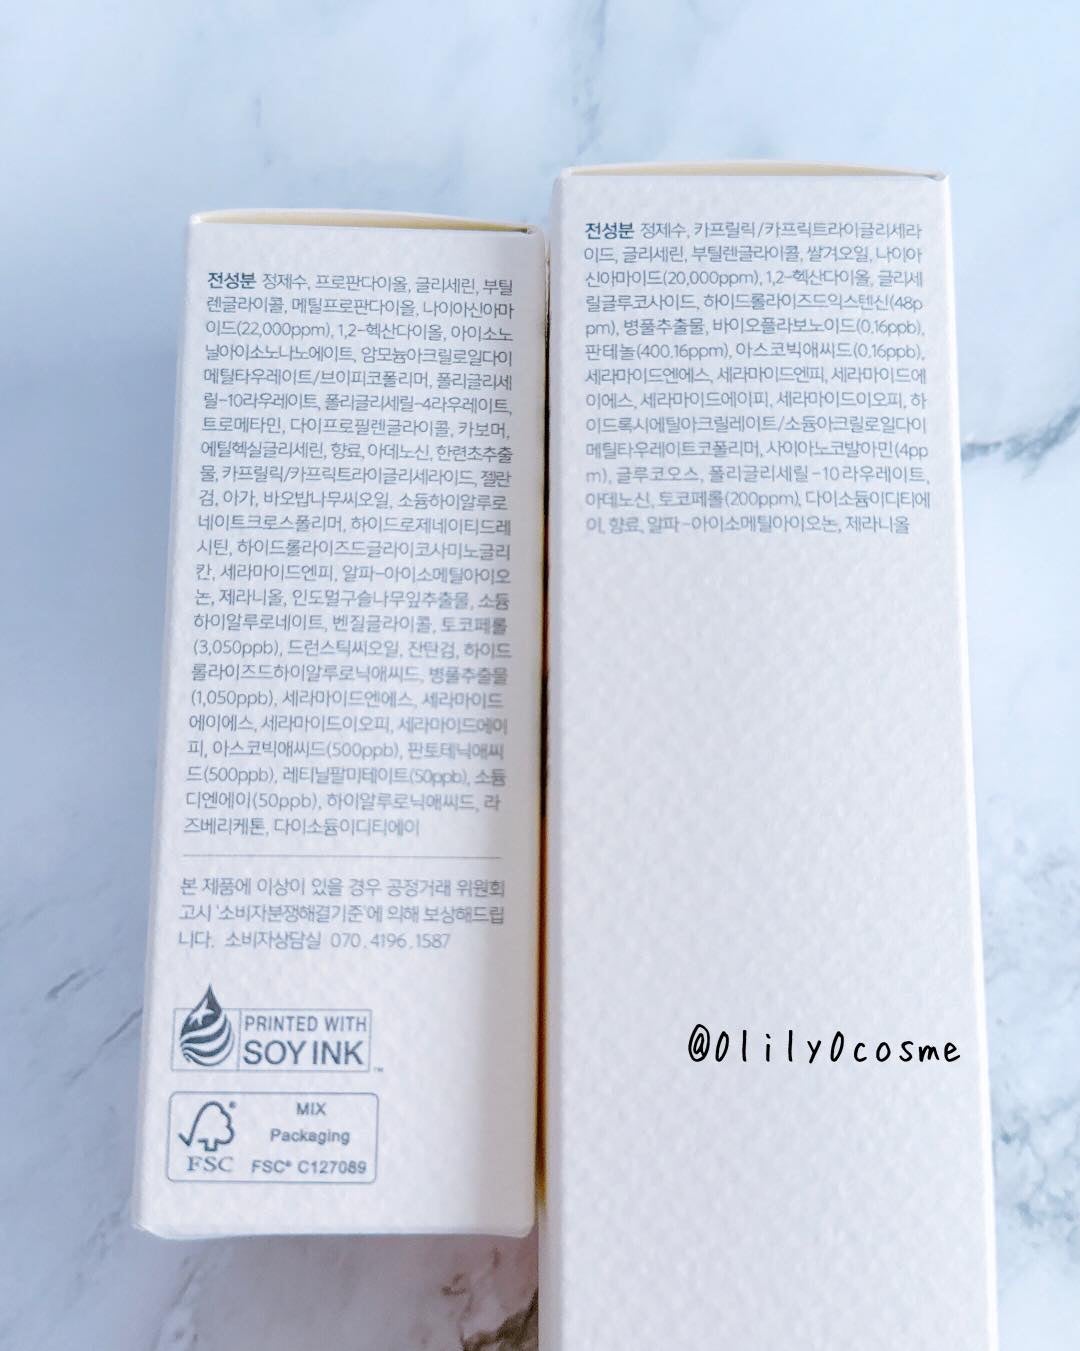 전성분 정제수, 프로판다이올, 글리세린, 부틸
렌글라이콜, 메틸프로판다이올, 나이아신아마
이드(22,000ppm), 1,2-헥산다이올, 아이소노
닐아이소노나노에이트, 암모늄아크릴로일다이
메틸타우레이트/브이피코폴리머, 폴리글리세
릴-10라우레이트, 폴리글리세릴-4라우레이트,
트로메타민, 다이프로필렌글라이콜, 카보머,
에틸헥실글리세린, 향료, 아데노신, 한련초추출
물, 카프릴릭/카프릭트라이글리세라이드, 젤란
검, 아가, 바오밥나무씨오일, 소듐하이알루로
네이트크로스폴리머, 하이드로제네이티드레
시틴, 하이드롤라이즈드글라이코사미노글리
칸, 세라마이드엔피, 알파-아이소메틸아이오
논, 제라니올, 인도멀구슬나무잎추출물, 소듐
하이알루로네이트, 벤질글라이콜, 토코페롤
(3,050ppb), 드럼스틱씨오일, 잔탄검, 하이드
롤라이즈드하이알루로닉애씨드, 병풀추출물
(1,050ppb), 세라마이드엔에스, 세라마이드
에이에스, 세라마이드이오피, 세라마이드에이
피, 아스코빅애씨드(500ppb), 판토테닉애씨
드(500ppb), 레티닐팔미테이트(50ppb), 소듐
디엔에이(50ppb), 하이알루로닉애씨드, 라
즈베리케톤, 다이소듐이디티에이
본 제품에 이상이 있을 경우 공정거래 위원회
고시 '소비자분쟁해결기준'에 의해 보상해드립
니다. 소비자상담실 070.4196.1587
PRINTED WITH
SOY INK™
MIX
Packaging
FSC® C127089
FSC
전성분 정제수, 카프릴릭/카프릭트라이글리세라
이드, 글리세린, 부틸렌글라이콜, 쌀겨오일, 나이아
신아마이드(20,000ppm), 1,2-헥산다이올, 글리세
릴글루코사이드, 하이드롤라이즈드익스텐신(48p
pm), 병풀추출물, 바이오플라보노이드(0.16ppb),
판테놀(400.16ppm), 아스코빅애씨드(0.16ppb),
세라마이드엔에스, 세라마이드엔피, 세라마이드에
이에스, 세라마이드에이피, 세라마이드이오피, 하
이드록시에틸아크릴레이트/소듐아크릴로일다이
메틸타우레이트코폴리머, 사이아노코발아민(4pp
m), 글루코오스, 폴리글리세릴-10라우레이트,
아데노신, 토코페롤(200ppm), 다이소듐이디티에
이, 향료, 알파-아이소메틸아이오논, 제라니올
@0lily0cosme